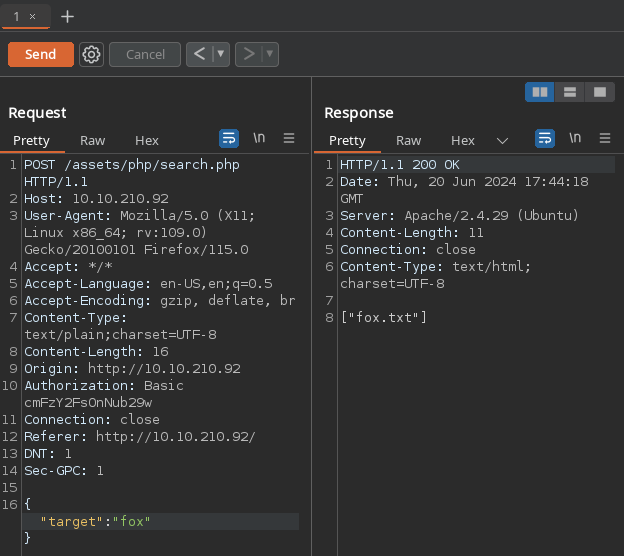 1 ×
+
Send
Cancel
< ▼
> ▼
Request
Pretty
Raw
Hex
\n
1 POST /assets/php/search.php
HTTP/1.1
2 Host: 10.10.210.92
3 User-Agent: Mozilla/5.0 (X11;
Linux x86_64; rv:109.0)
Gecko/20100101 Firefox/115.0
4 Accept: */*
5 Accept-Language: en-US,en;q=0.5
6 Accept-Encoding: gzip, deflate, br
7 Content-Type:
text/plain;charset=UTF-8
8 Content-Length: 16
9 Origin: http://10.10.210.92
10 Authorization: Basic
cmFzY2FsOnNub29w
11 Connection: close
12 Referer: http://10.10.210.92/
13 DNT: 1
14 Sec-GPC: 1
15
16 {
"target":"fox"
}
Response
Pretty
Raw
Hex
\n
1 HTTP/1.1 200 OK
2 Date: Thu, 20 Jun 2024 17:44:18
GMT
3 Server: Apache/2.4.29 (Ubuntu)
4 Content-Length: 11
5 Connection: close
6 Content-Type: text/html;
charset=UTF-8
7
8 ["fox.txt"]